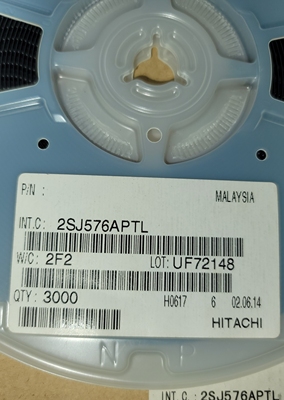 P/N :
MALAYSIA
INT.C : 2SJ576APTL
W/C: 2F2 LOT: UF72148
QTY: 3000 H0617 6 02.06.14
HITACHI
INT C : 2SJ576APTL